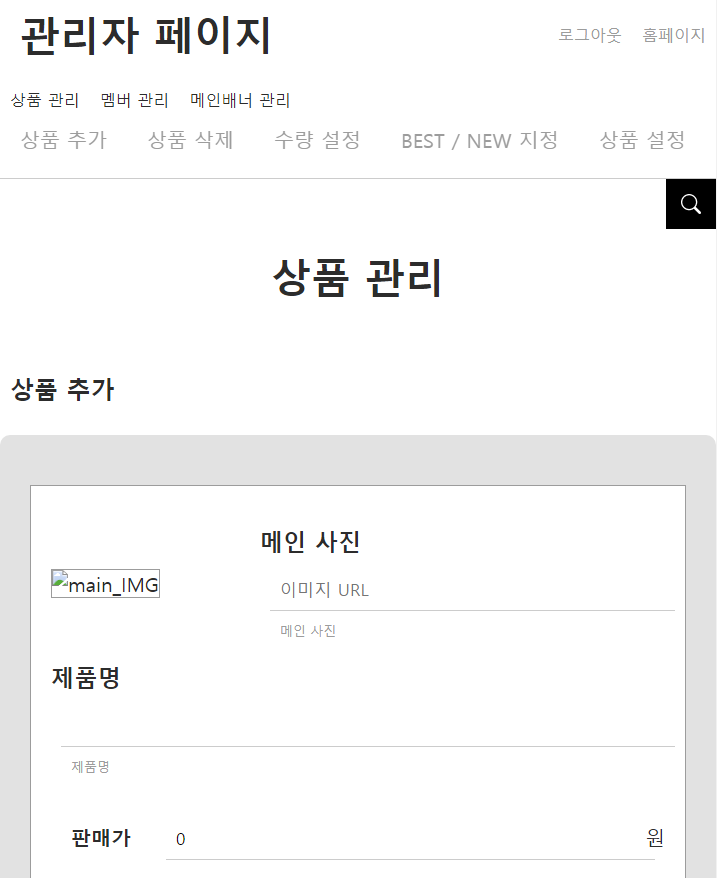 관리자 페이지
로그아웃 홈페이지
상품 관리 멤버 관리 메인배너 관리
상품 추가 상품 삭제 수량 설정 BEST / NEW 지정 상품 설정
상품 관리
상품 추가
메인 사진
main_IMG
이미지 URL
메인 사진
제품명
제품명
판매가 0 원